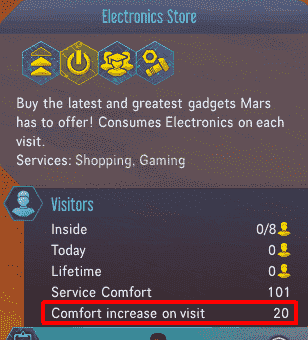 Electronics Store
Buy the latest and greatest gadgets Mars
has to offer! Consumes Electronics on each
visit.
Services: Shopping, Gaming
Visitors
Inside 0/8
Today 0
Lifetime 0
Service Comfort 101
Comfort increase on visit 20